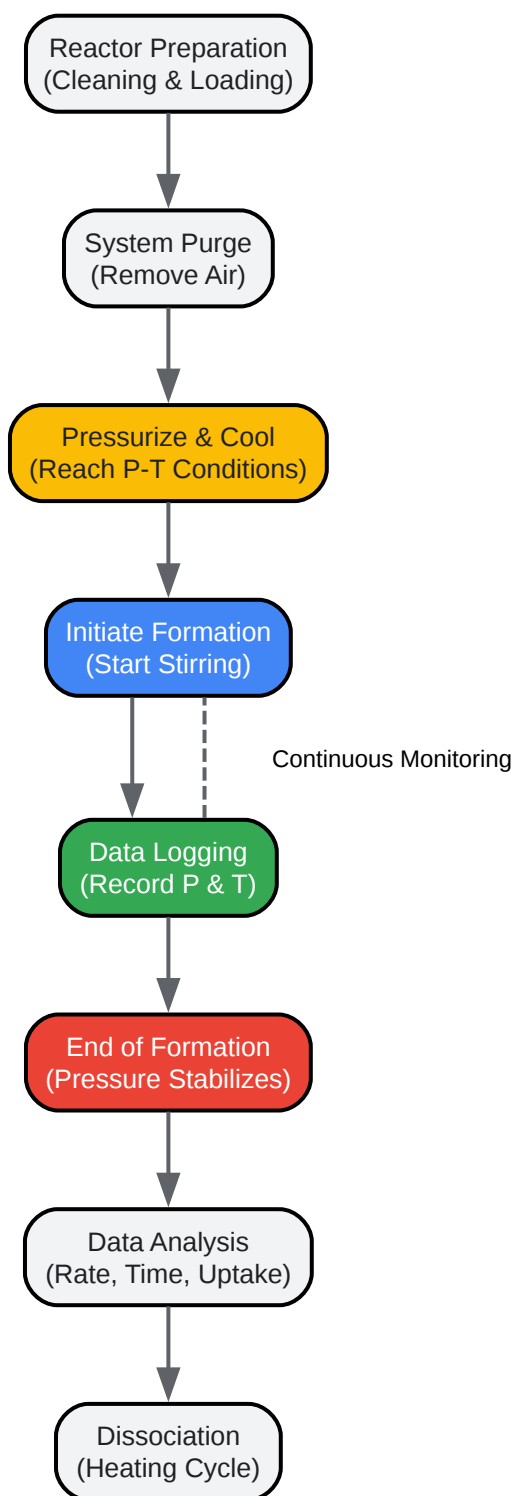 Reactor Preparation
(Cleaning & Loading)
System Purge
(Remove Air)
Pressurize & Cool
(Reach P-T Conditions)
Initiate Formation
(Start Stirring)
Continuous Monitoring
Data Logging
(Record P & T)
End of Formation
(Pressure Stabilizes)
Data Analysis
(Rate, Time, Uptake)
Dissociation
(Heating Cycle)